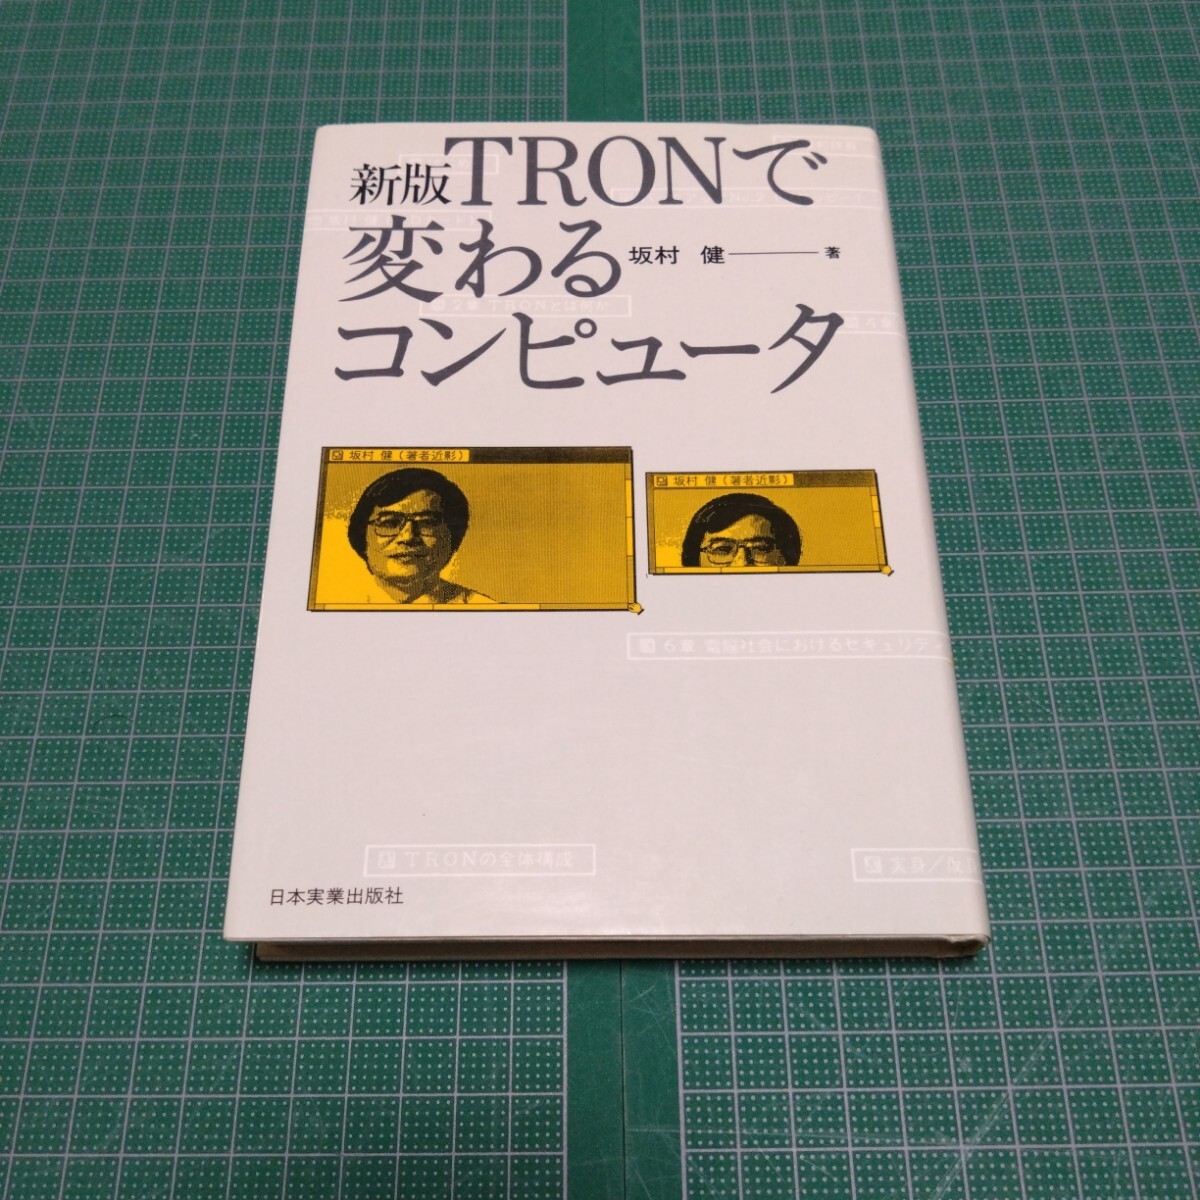 新版TRONで
変わる
コンピュータ
坂村 健 著
坂村 健（著者近影）
坂村 健（著者近影）
6章 電脳社会におけるセキュリティ
TRONの全体構成
実身／仮
日本実業出版社